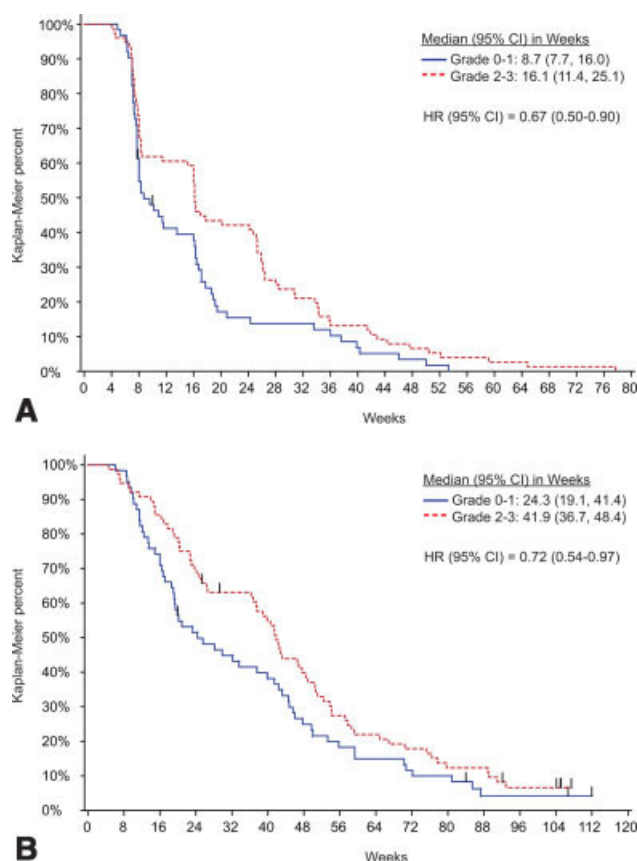 100%
90%
80%
70%
60%
50%
40%
30%
20%
10%
0%
Kaplan-Meier percent
Median (95% CI) in Weeks
Grade 0-1: 8.7 (7.7, 16.0)
Grade 2-3: 16.1 (11.4, 25.1)
HR (95% CI) = 0.67 (0.50-0.90)
0 4 8 12 16 20 24 28 32 36 40 44 48 52 56 60 64 68 72 76 80
Weeks
A
100%
90%
80%
70%
60%
50%
40%
30%
20%
10%
0%
Kaplan-Meier percent
Median (95% CI) in Weeks
Grade 0-1: 24.3 (19.1, 41.4)
Grade 2-3: 41.9 (36.7, 48.4)
HR (95% CI) = 0.72 (0.54-0.97)
0 8 16 24 32 40 48 56 64 72 80 88 96 104 112 120
Weeks
B